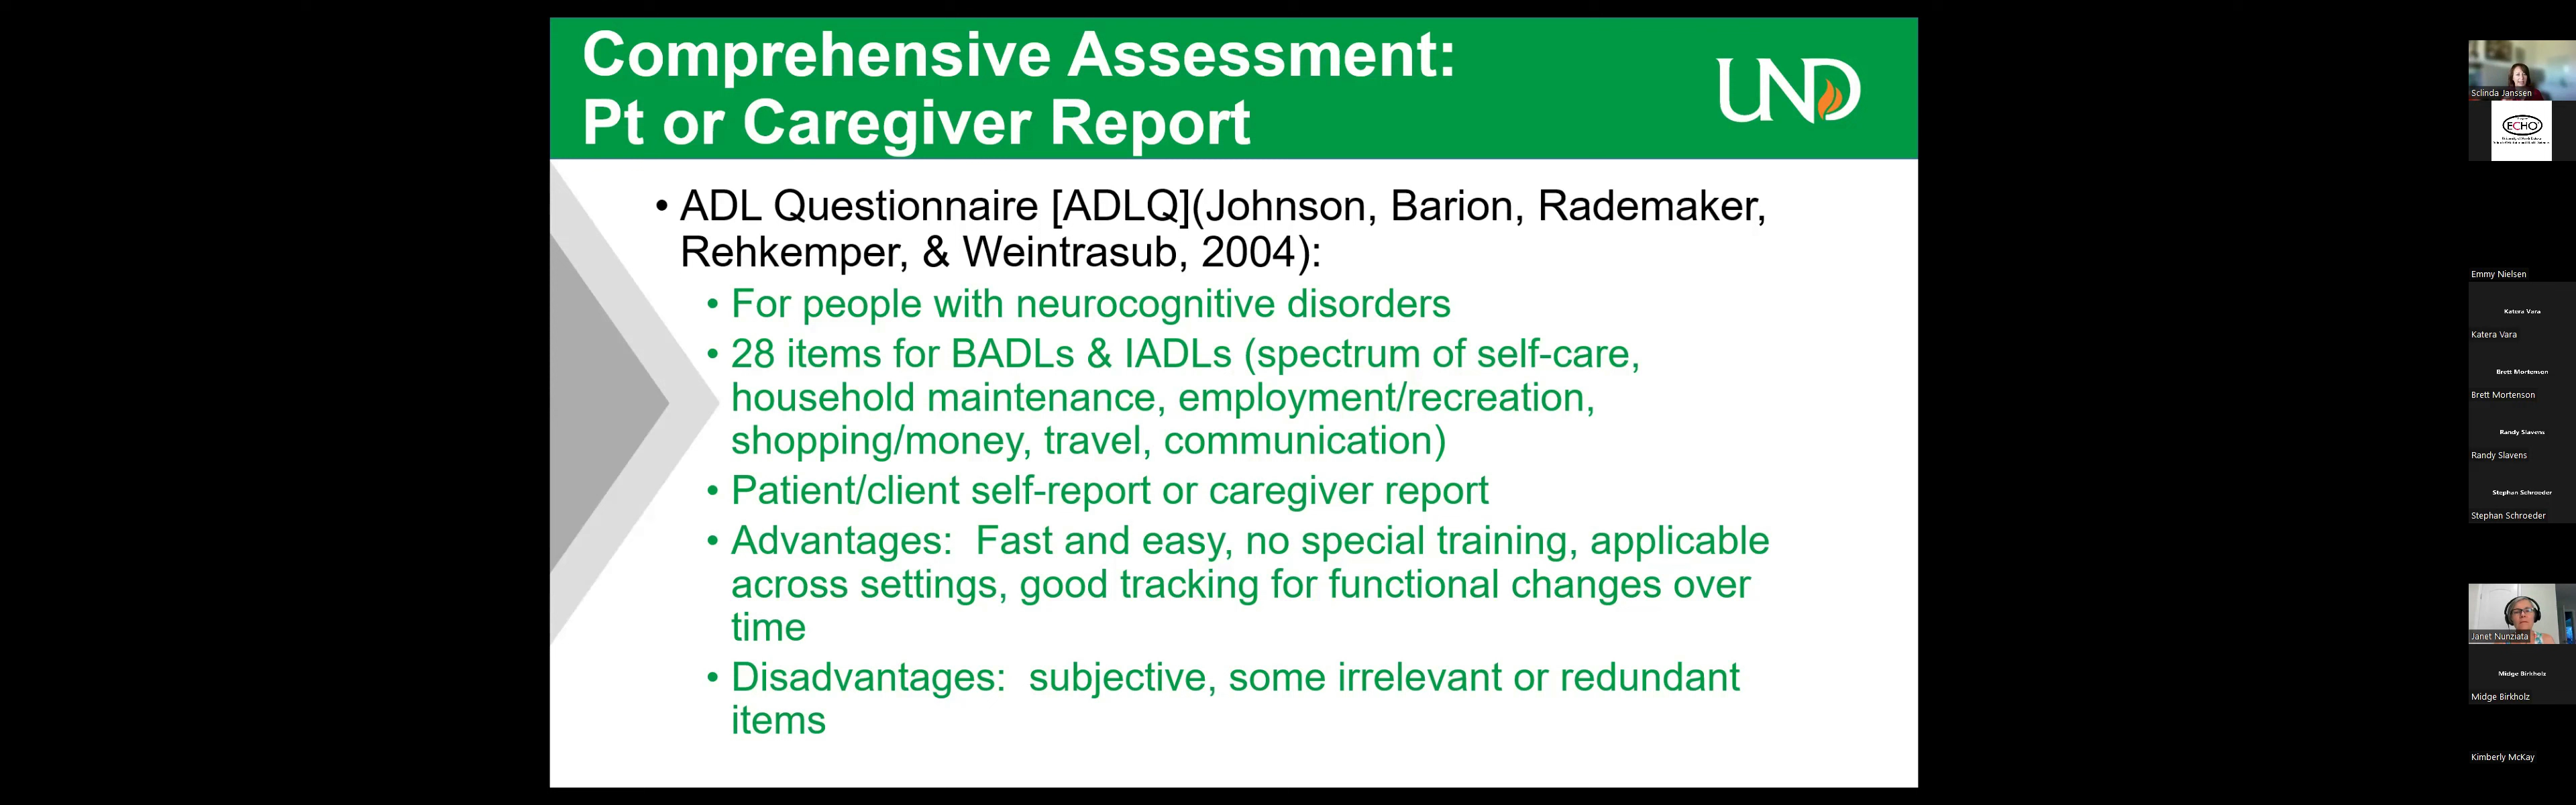 Comprehensive Assessment:
Pt or Caregiver Report
UND
• ADL Questionnaire [ADLQ](Johnson, Barion, Rademaker,
Rehkemper, & Weintrasub, 2004):
• For people with neurocognitive disorders
• 28 items for BADLs & IADLs (spectrum of self-care,
household maintenance, employment/recreation,
shopping/money, travel, communication)
• Patient/client self-report or caregiver report
• Advantages:  Fast and easy, no special training, applicable
across settings, good tracking for functional changes over
time
• Disadvantages:  subjective, some irrelevant or redundant
items
Sclinda Janssen
ECHO
Emmy Nielsen
Katera Vara
Katera Vara
Brett Mortenson
Brett Mortenson
Randy Slavens
Randy Slavens
Stephan Schroeder
Stephan Schroeder
Janet Nunziata
Midge Birkholz
Midge Birkholz
Kimberly McKay